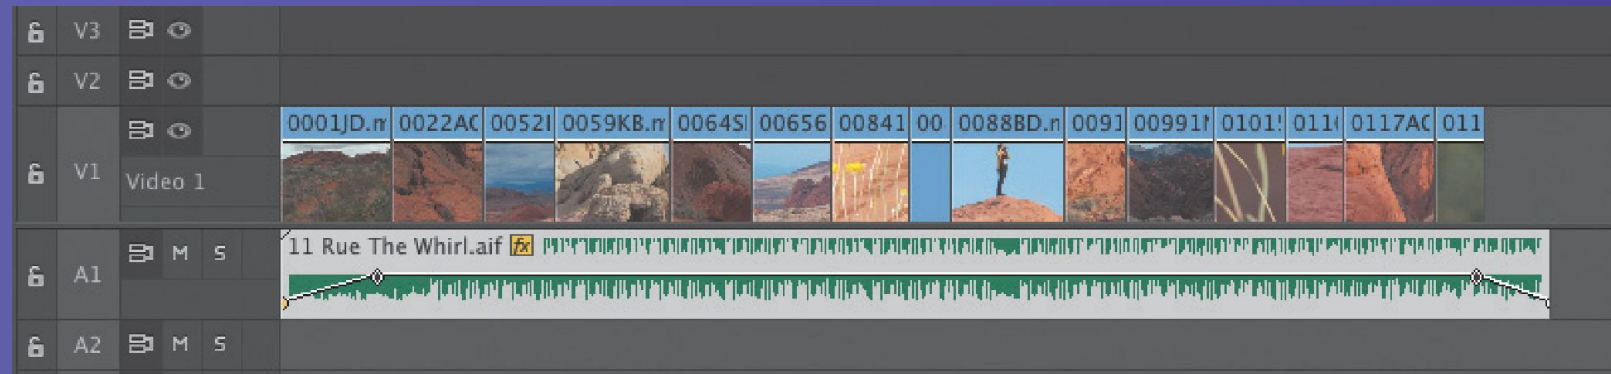 V3
V2
0001JD.m 0022AC 0052I 0059KB.m 0064S 00656 00841 00 0088BD.n 0091 00991 0101 011 0117AC 011
V1
Video 1
11 Rue The Whirl.aif fx
M S
A1
A2 M S